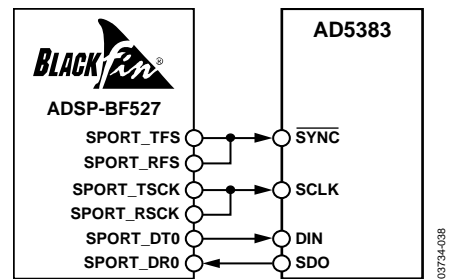 BLACKfin®
ADSP-BF527
AD5383
SPORT_TFS
SYNC
SPORT_RFS
SPORT_TSCK
SCLK
SPORT_RSCK
SPORT_DT0
DIN
SPORT_DR0
SDO
03734-038